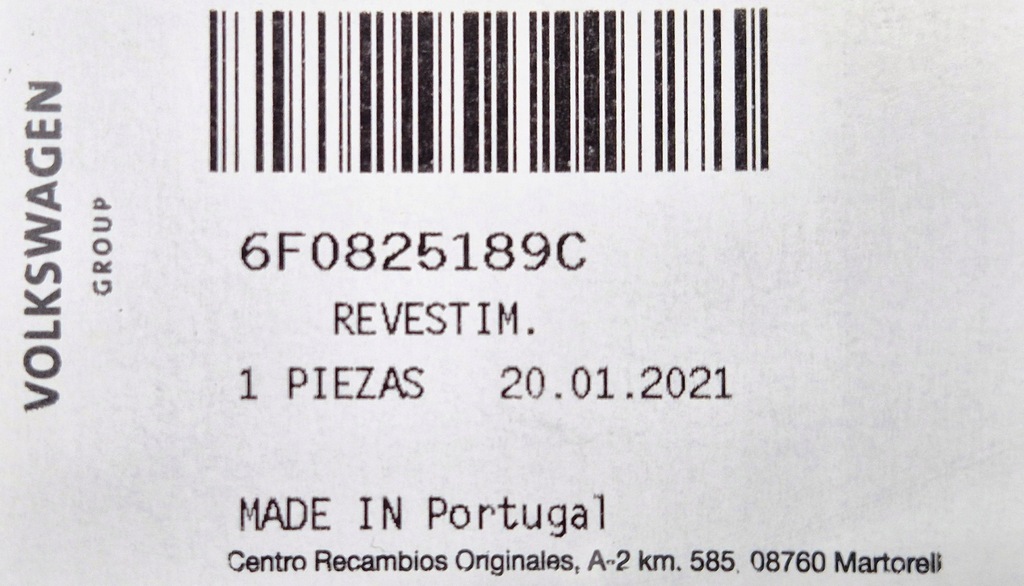 VOLKSWAGEN
GROUP
6F0825189C
REVESTIM.
1 PIEZAS 20.01.2021
MADE IN Portugal
Centro Recambios Originales, A-2 km. 585, 08760 Martorell